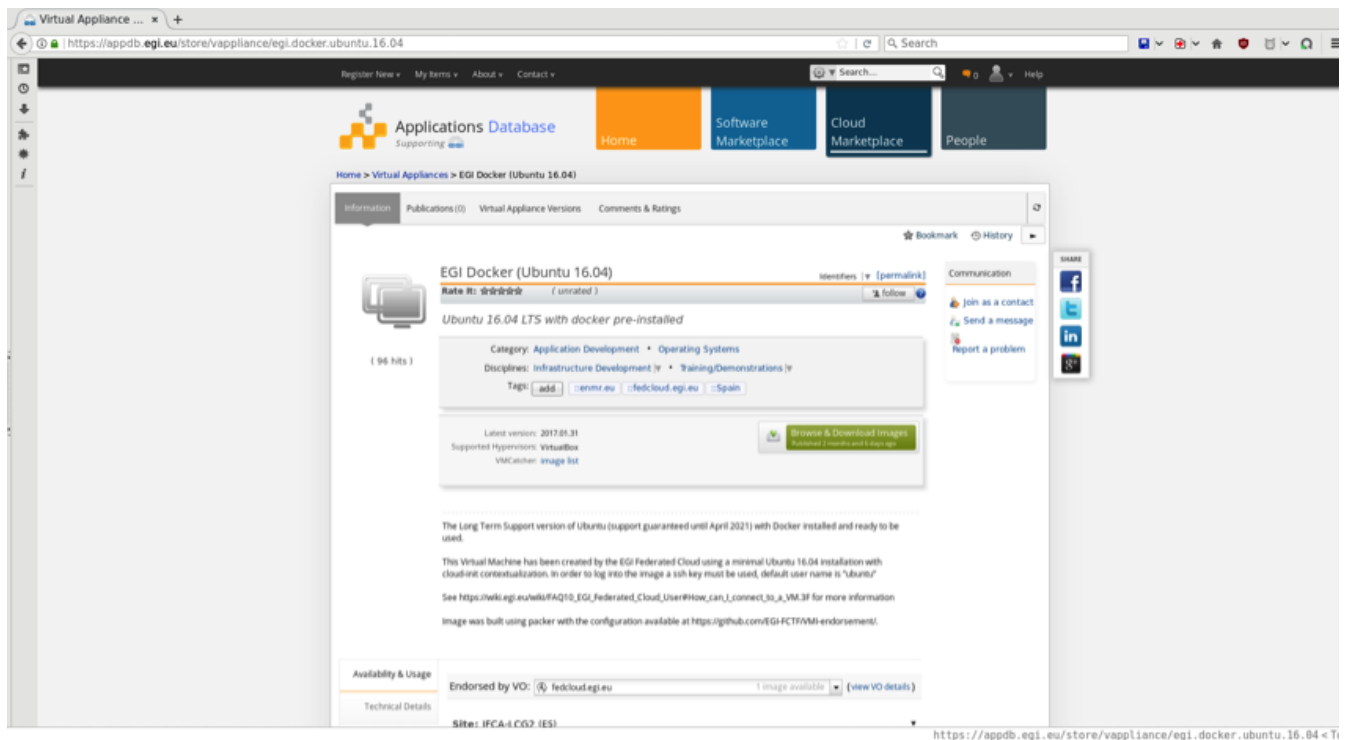 Virtual Appliance ... × +
https://appdb.egi.eu/store/vappliance/egi.docker.ubuntu.16.04
Search
Register New My Items About Contact
Search...
0
Help
Applications Database
Supporting
Home
Software Marketplace
Cloud Marketplace
People
Home > Virtual Appliances > EGI Docker (Ubuntu 16.04)
Information Publications (0) Virtual Appliance Versions Comments & Ratings
Bookmark History
EGI Docker (Ubuntu 16.04)
Identifiers [permalink]
Rate it: (unrated)
follow
Ubuntu 16.04 LTS with docker pre-installed
(96 hits)
Category: Application Development • Operating Systems
Disciplines: Infrastructure Development • Training/Demonstrations
Tags: add ::enmr.eu ::fedcloud.egi.eu ::Spain
Latest version: 2017.01.31
Supported Hypervisors: VirtualBox
VMCatcher: image list
Browse & Download Images
Published 2 months and 6 days ago
Communication
Join as a contact
Send a message
Report a problem
SHARE
The Long Term Support version of Ubuntu (support guaranteed until April 2021) with Docker installed and ready to be
used.
This Virtual Machine has been created by the EGI Federated Cloud using a minimal Ubuntu 16.04 installation with
cloud-init contextualization. In order to log into the image a ssh key must be used, default user name is "ubuntu"
See https://wiki.egi.eu/wiki/FAQ10_EGI_Federated_Cloud_User#How_can_I_connect_to_a_VM.3F for more information
Image was built using packer with the configuration available at https://github.com/EGI-FCTF/VMI-endorsement/.
Availability & Usage
Technical Details
Endorsed by VO: fedcloud.egi.eu 1 image available (view VO details)
Site: IFCA-LCG2 (ES)
https://appdb.egi.eu/store/vappliance/egi.docker.ubuntu.16.04 < T